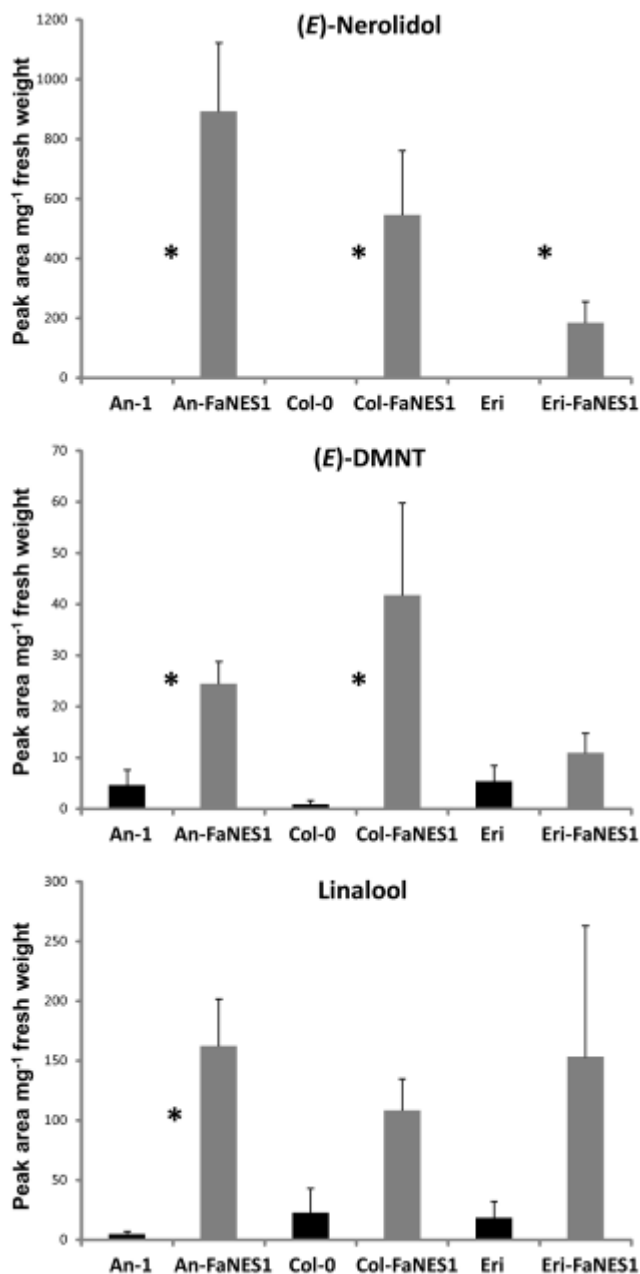 (E)-Nerolidol
Peak area mg⁻¹ fresh weight
1200
1000
800
600
400
200
0
* * *
An-1 An-FaNES1 Col-0 Col-FaNES1 Eri Eri-FaNES1
(E)-DMNT
Peak area mg⁻¹ fresh weight
70
60
50
40
30
20
10
0
* *
An-1 An-FaNES1 Col-0 Col-FaNES1 Eri Eri-FaNES1
Linalool
Peak area mg⁻¹ fresh weight
300
250
200
150
100
50
0
*
An-1 An-FaNES1 Col-0 Col-FaNES1 Eri Eri-FaNES1